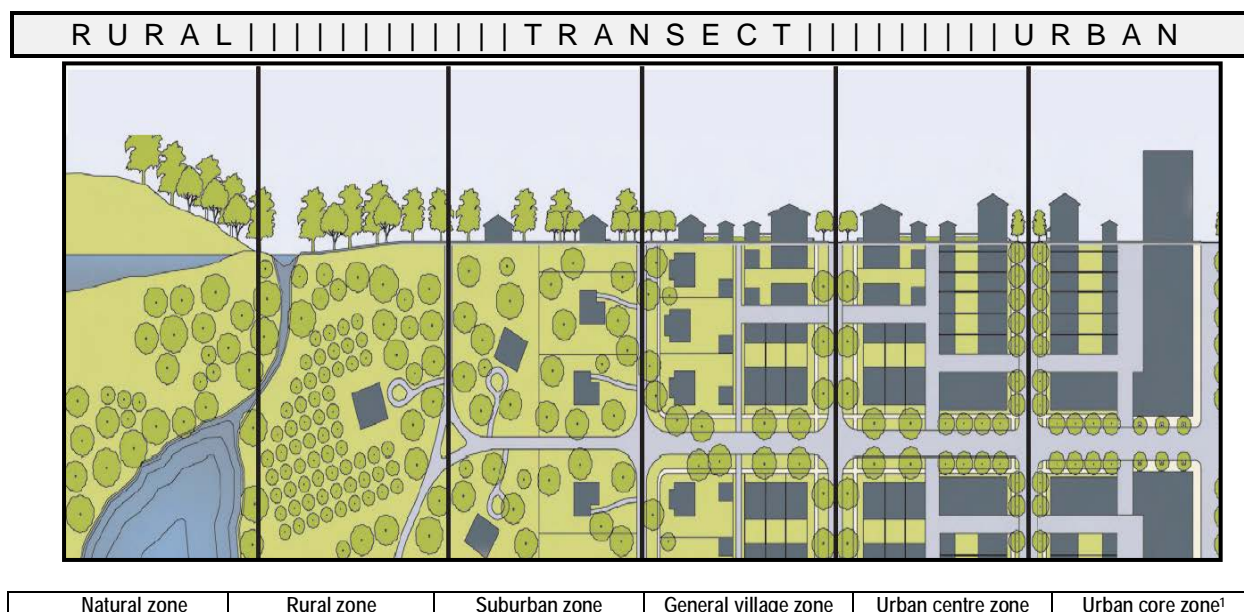 R U R A L | | | | | | | | | | | | | T R A N S E C T | | | | | | | | | | U R B A N
Natural zone Rural zone Suburban zone General village zone Urban centre zone Urban core zone¹